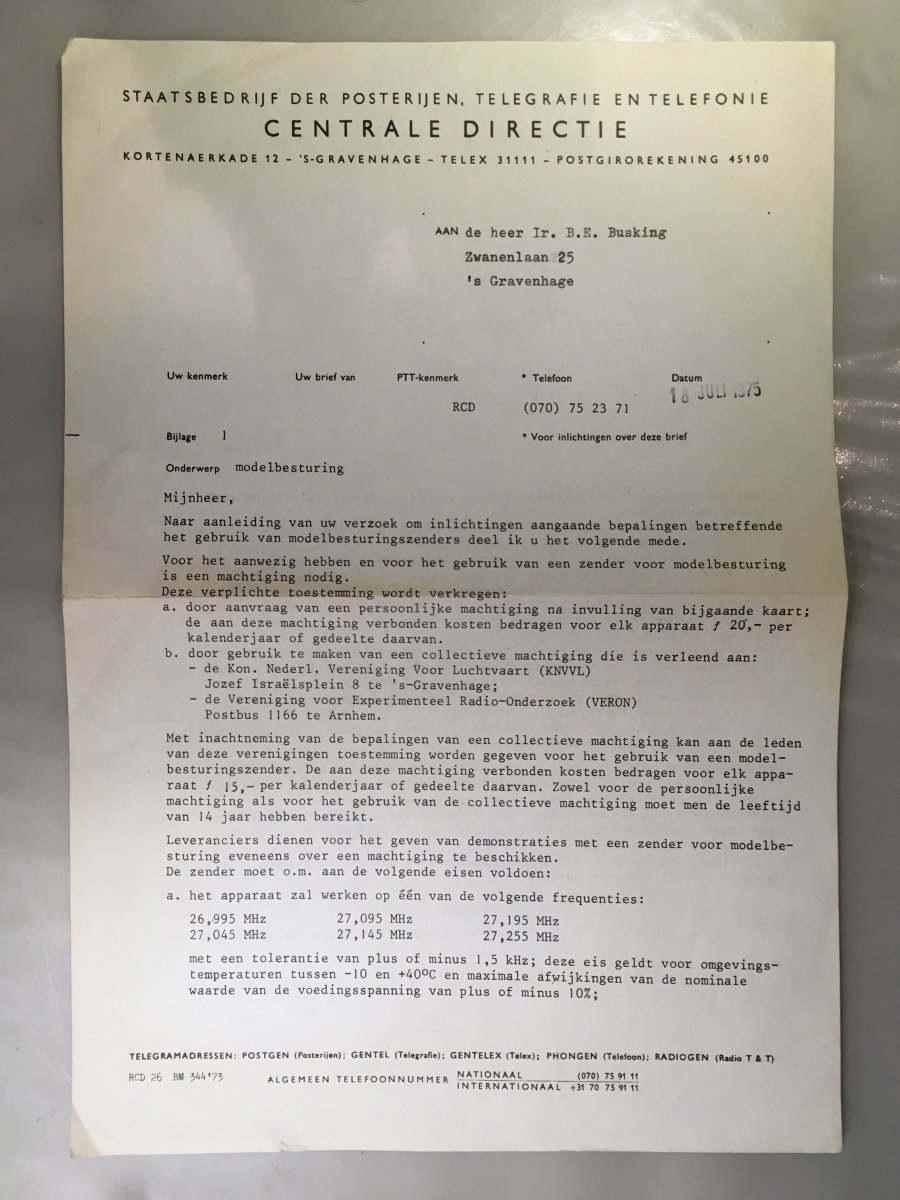 STAATSBEDRIJF DER POSTERIJEN, TELEGRAFIE EN TELEFONIE
CENTRALE DIRECTIE
KORTENAERKADE 12 – 'S-GRAVENHAGE – TELEX 31111 – POSTGIROREKENING 45100
AAN de heer Ir. B.E. Busking
Zwanenlaan 25
's Gravenhage
Uw kenmerk Uw brief van PTT-kenmerk * Telefoon Datum
18 JULI 1975
RCD (070) 75 23 71
Bijlage 1 * Voor inlichtingen over deze brief
Onderwerp modelbesturing
Mijnheer,
Naar aanleiding van uw verzoek om inlichtingen aangaande bepalingen betreffende
het gebruik van modelbesturingszenders deel ik u het volgende mede.
Voor het aanwezig hebben en voor het gebruik van een zender voor modelbesturing
is een machtiging nodig.
Deze verplichte toestemming wordt verkregen:
a. door aanvraag van een persoonlijke machtiging na invulling van bijgaande kaart;
de aan deze machtiging verbonden kosten bedragen voor elk apparaat ƒ 20,- per
kalenderjaar of gedeelte daarvan.
b. door gebruik te maken van een collectieve machtiging die is verleend aan:
- de Kon. Nederl. Vereniging Voor Luchtvaart (KNVVL)
Jozef Israëlsplein 8 te 's-Gravenhage;
- de Vereniging voor Experimenteel Radio-Onderzoek (VERON)
Postbus 1166 te Arnhem.
Met inachtneming van de bepalingen van een collectieve machtiging kan aan de leden
van deze verenigingen toestemming worden gegeven voor het gebruik van een model-
besturingszender. De aan deze machtiging verbonden kosten bedragen voor elk appa-
raat ƒ 15,- per kalenderjaar of gedeelte daarvan. Zowel voor de persoonlijke
machtiging als voor het gebruik van de collectieve machtiging moet men de leeftijd
van 14 jaar hebben bereikt.
Leveranciers dienen voor het geven van demonstraties met een zender voor modelbe-
sturing eveneens over een machtiging te beschikken.
De zender moet o.m. aan de volgende eisen voldoen:
a. het apparaat zal werken op één van de volgende frequenties:
26,995 MHz 27,095 MHz 27,195 MHz
27,045 MHz 27,145 MHz 27,255 MHz
met een tolerantie van plus of minus 1,5 kHz; deze eis geldt voor omgevings-
temperaturen tussen -10 en +40°C en maximale afwijkingen van de nominale
waarde van de voedingsspanning van plus of minus 10%;
TELEGRAMADRESSEN: POSTGEN (Posterijen); GENTEL (Telegrafie); GENTELEX (Telex); PHONGEN (Telefoon); RADIOGEN (Radio T & T)
RCD 26 BM 344'73 ALGEMEEN TELEFOONNUMMER NATIONAAL (070) 75 91 11
INTERNATIONAAL +31 70 75 91 11